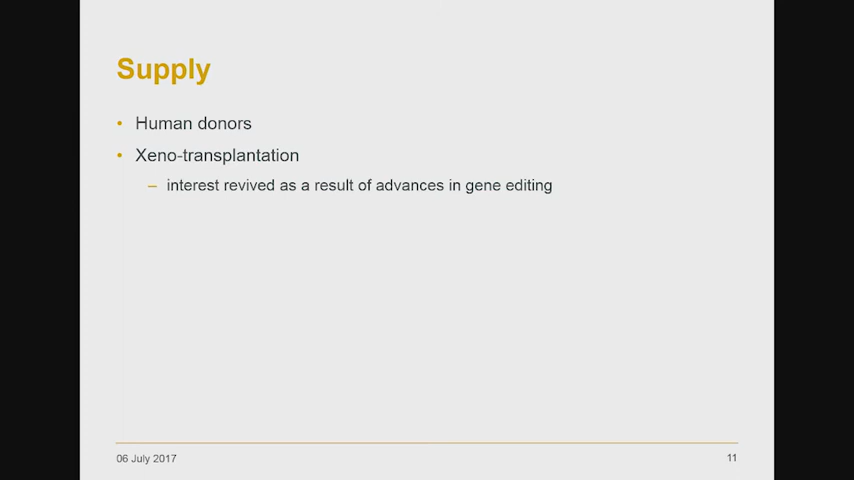 Supply
• Human donors
• Xeno-transplantation
– interest revived as a result of advances in gene editing
06 July 2017
11